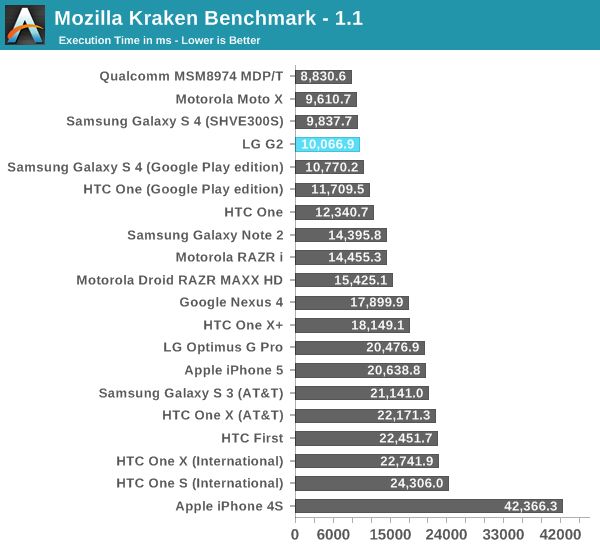 Mozilla Kraken Benchmark - 1.1
Execution Time in ms - Lower is Better
Qualcomm MSM8974 MDP/T 8,830.6
Motorola Moto X 9,610.7
Samsung Galaxy S 4 (SHVE300S) 9,837.7
LG G2 10,066.9
Samsung Galaxy S 4 (Google Play edition) 10,770.2
HTC One (Google Play edition) 11,709.5
HTC One 12,340.7
Samsung Galaxy Note 2 14,395.8
Motorola RAZR i 14,455.3
Motorola Droid RAZR MAXX HD 15,425.1
Google Nexus 4 17,899.9
HTC One X+ 18,149.1
LG Optimus G Pro 20,476.9
Apple iPhone 5 20,638.8
Samsung Galaxy S 3 (AT&T) 21,141.0
HTC One X (AT&T) 22,171.3
HTC First 22,451.7
HTC One X (International) 22,741.9
HTC One S (International) 24,306.0
Apple iPhone 4S 42,366.3
0 6000 15000 24000 33000 42000